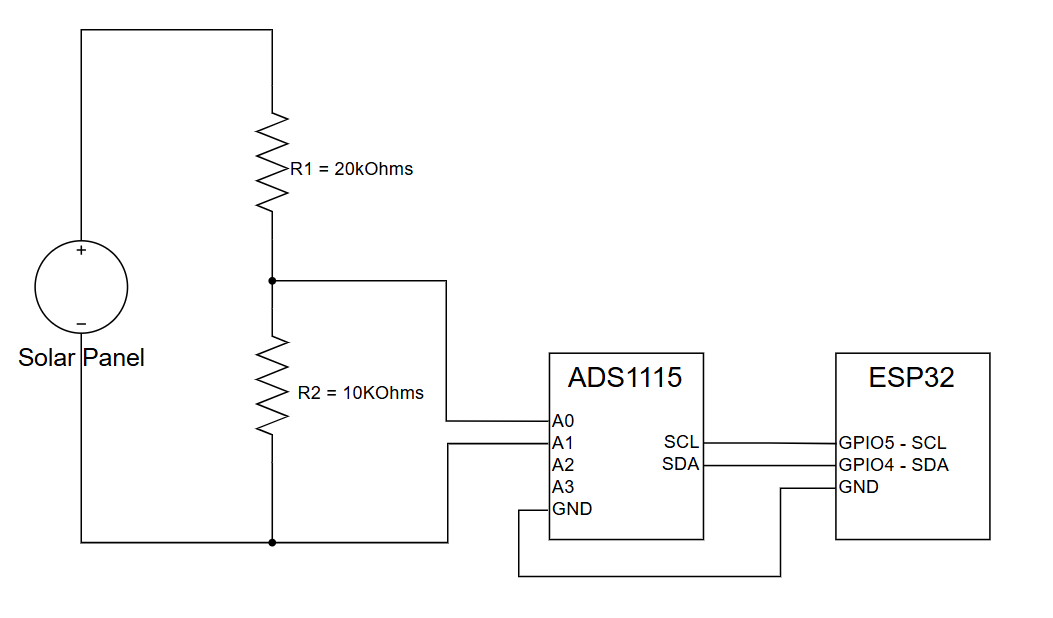 R1 = 20kOhms
+
−
Solar Panel
R2 = 10KOhms
ADS1115
A0
A1
A2
A3
GND
SCL
SDA
ESP32
GPIO5 - SCL
GPIO4 - SDA
GND